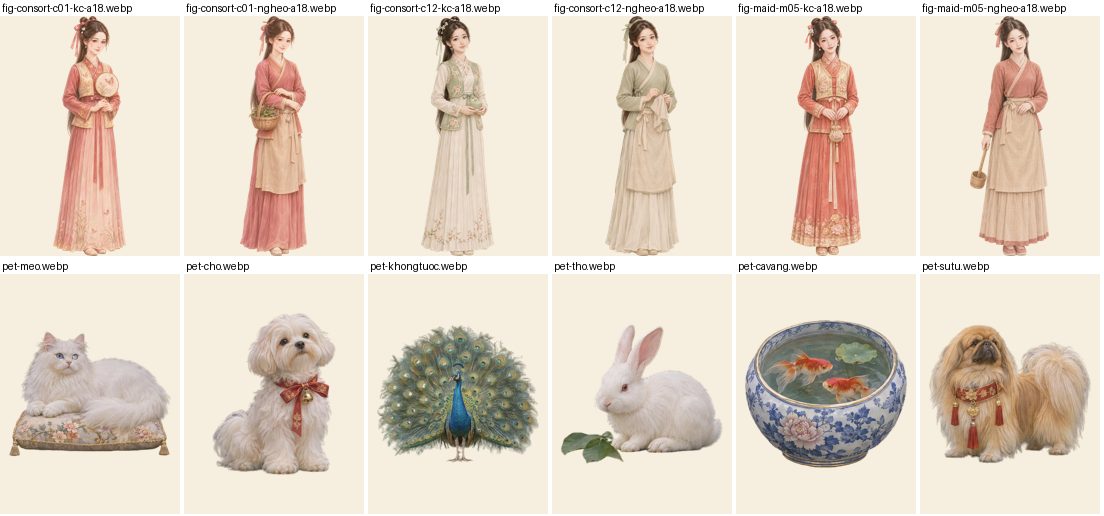 fig-consort-c01-kc-a18.webp
fig-consort-c01-ngheo-a18.webp
fig-consort-c12-kc-a18.webp
fig-consort-c12-ngheo-a18.webp
fig-maid-m05-kc-a18.webp
fig-maid-m05-ngheo-a18.webp
pet-meo.webp
pet-cho.webp
pet-khongtuoc.webp
pet-tho.webp
pet-cavang.webp
pet-sutu.webp